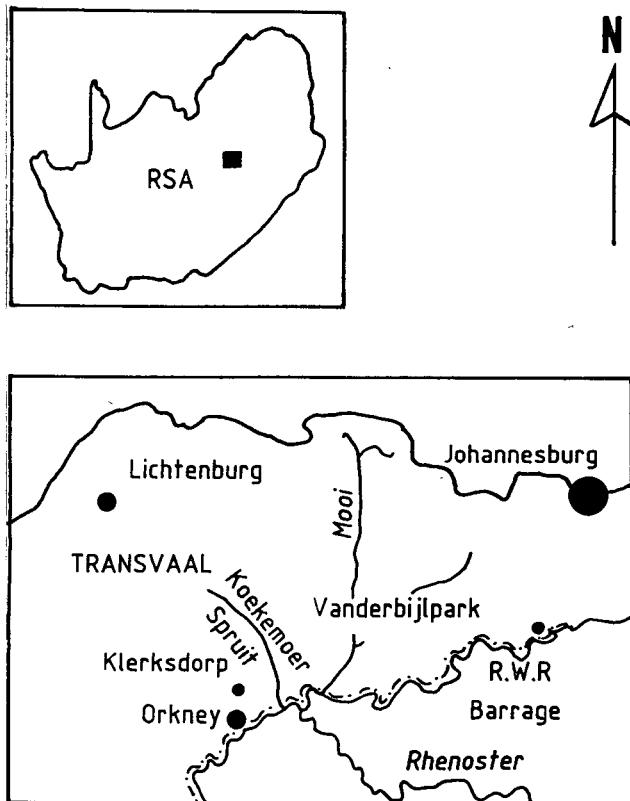 N
RSA
Johannesburg
Lichtenburg
Mooi
TRANSVAAL
Koekemoer
Spruit
Vanderbijlpark
Klerksdorp
R.W.R
Orkney
Barrage
Rhenoster